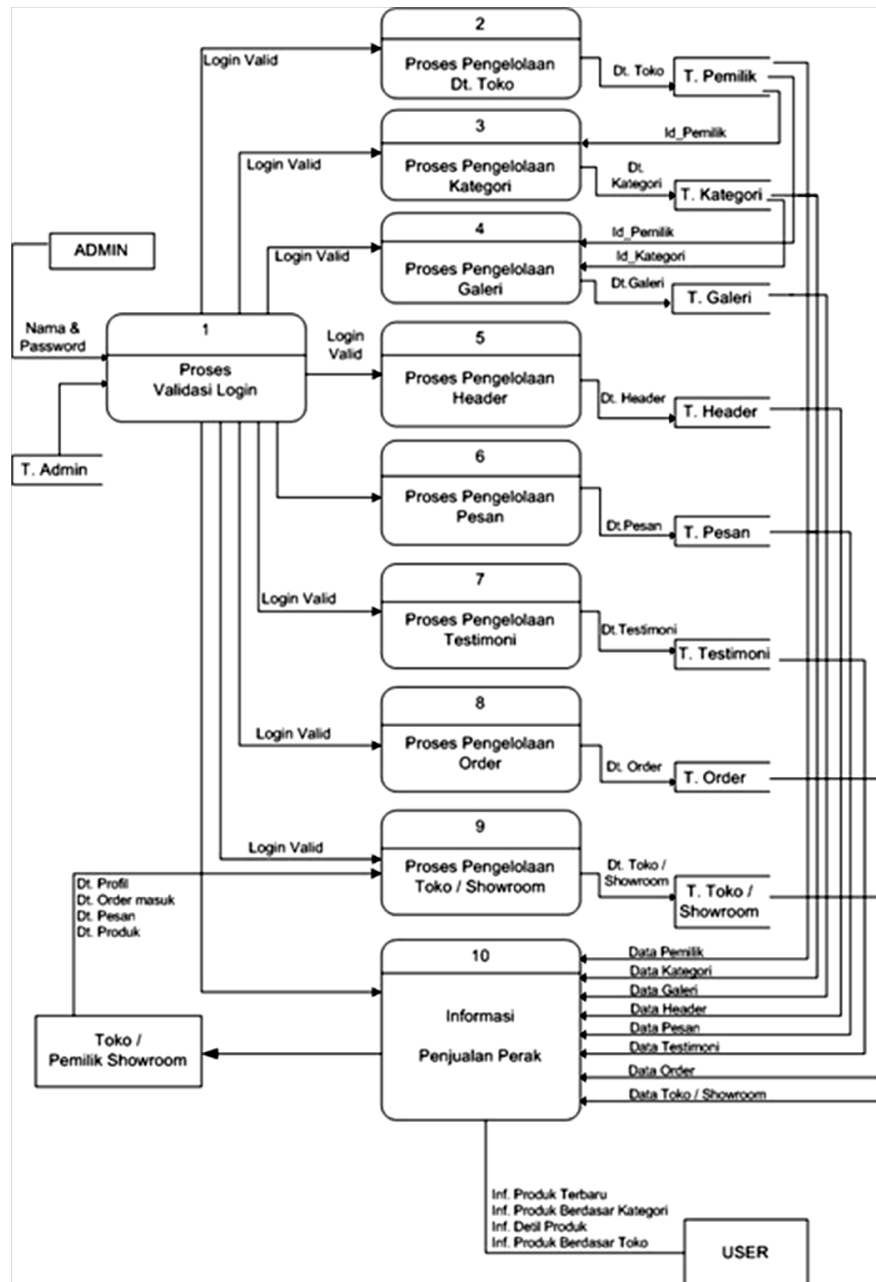 2
Login Valid
Proses Pengelolaan
Dt. Toko
Dt. Toko
T. Pemilik
3
Id_Pemilik
Login Valid
Proses Pengelolaan
Kategori
Dt.
Kategori
T. Kategori
4
Id_Pemilik
ADMIN
Login Valid
Id_Kategori
Proses Pengelolaan
Galeri
Dt.Galeri
T. Galeri
1
Nama &
Password
Login
Valid
5
Proses
Validasi Login
Proses Pengelolaan
Header
Dt. Header
T. Header
T. Admin
6
Proses Pengelolaan
Pesan
Dt.Pesan
T. Pesan
7
Login Valid
Proses Pengelolaan
Testimoni
Dt.Testimoni
T. Testimoni
8
Login Valid
Proses Pengelolaan
Order
Dt. Order
T. Order
9
Login Valid
Proses Pengelolaan
Toko / Showroom
Dt. Toko /
Showroom
T. Toko /
Showroom
Dt. Profil
Dt. Order masuk
Dt. Pesan
Dt. Produk
10
Informasi
Penjualan Perak
Data Pemilik
Data Kategori
Data Galeri
Data Header
Data Pesan
Data Testimoni
Data Order
Data Toko / Showroom
Toko /
Pemilik Showroom
Inf. Produk Terbaru
Inf. Produk Berdasar Kategori
Inf. Detil Produk
Inf. Produk Berdasar Toko
USER